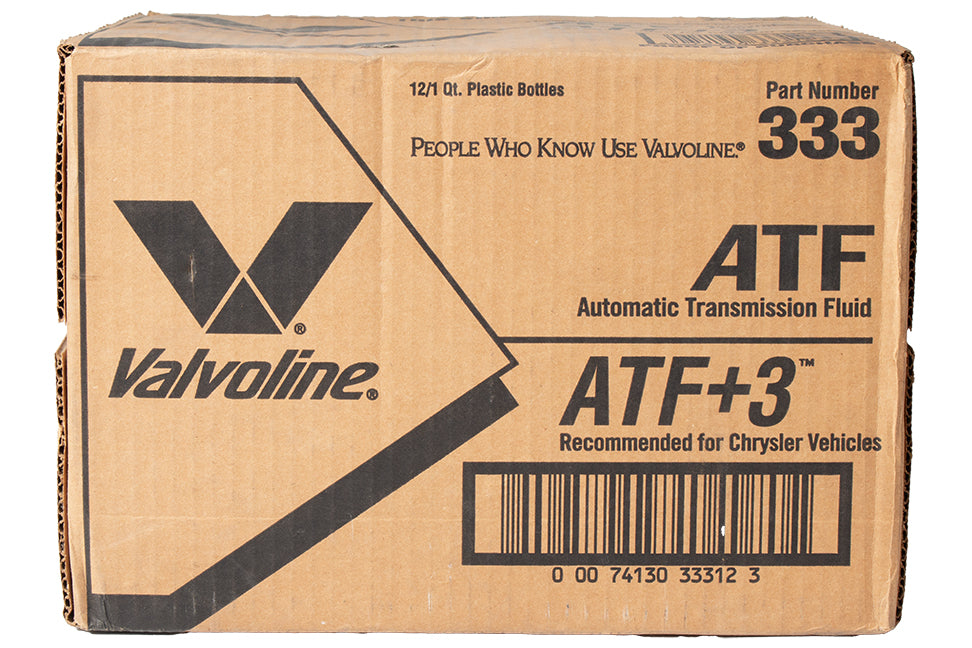 12/1 Qt. Plastic Bottles
Part Number
333
PEOPLE WHO KNOW USE VALVOLINE.®
Valvoline®
ATF
Automatic Transmission Fluid
ATF+3™
Recommended for Chrysler Vehicles
0 00 74130 33312 3